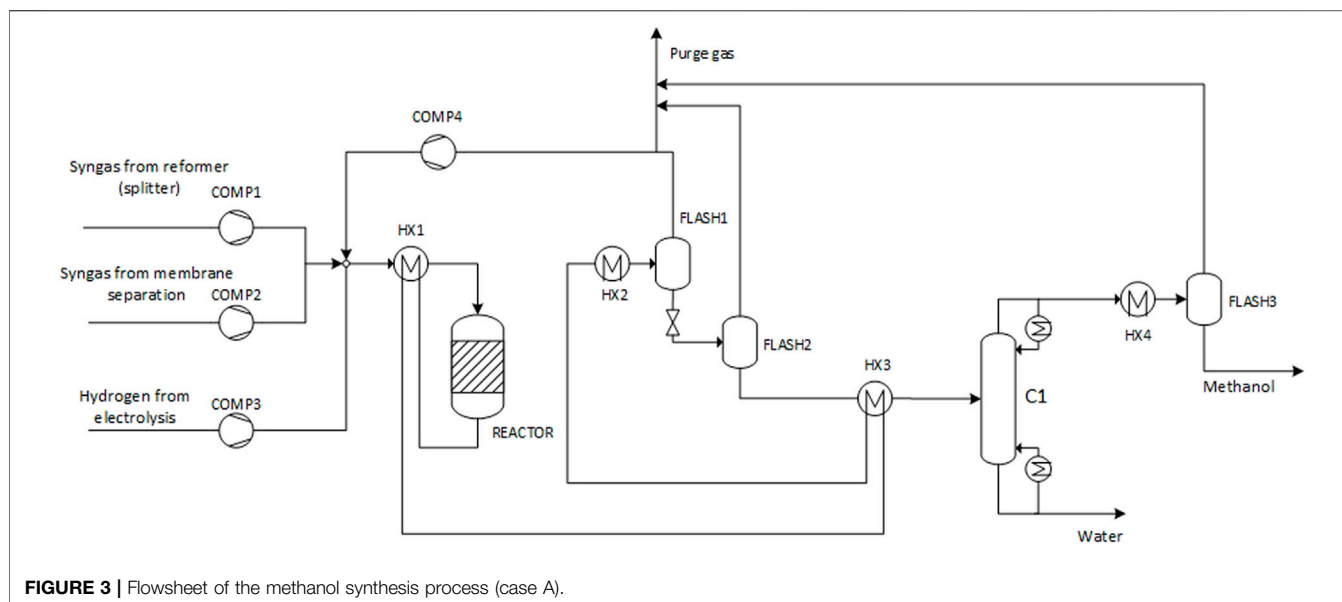 Purge gas
COMP4
Syngas from reformer
(splitter)
COMP1
HX1
FLASH1
Syngas from membrane
separation
COMP2
HX2
FLASH2
FLASH3
HX4
HX3
Methanol
Hydrogen from
electrolysis
COMP3
REACTOR
C1
Water
FIGURE 3 | Flowsheet of the methanol synthesis process (case A).